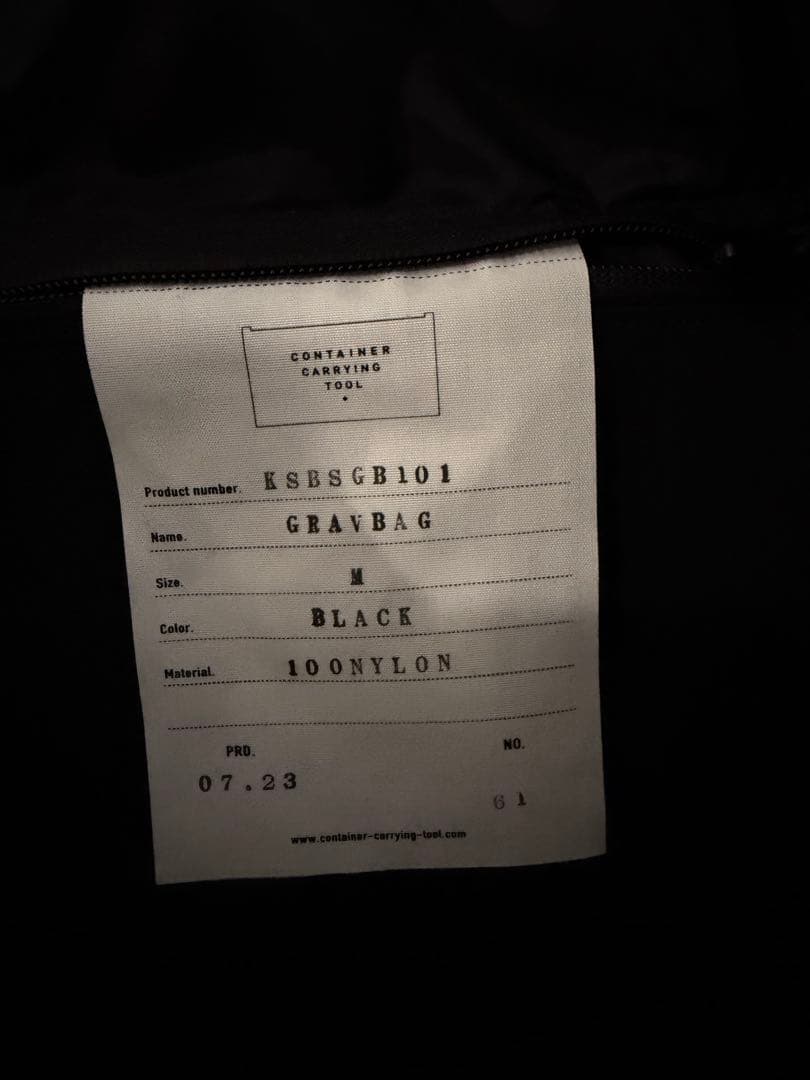 CONTAINER
CARRYING
TOOL
Product number. KSBSGB101
Name. GRAVBAG
Size. M
Color. BLACK
Material. 100NYLON
PRD. NO.
07.23 61
www.container-carrying-tool.com